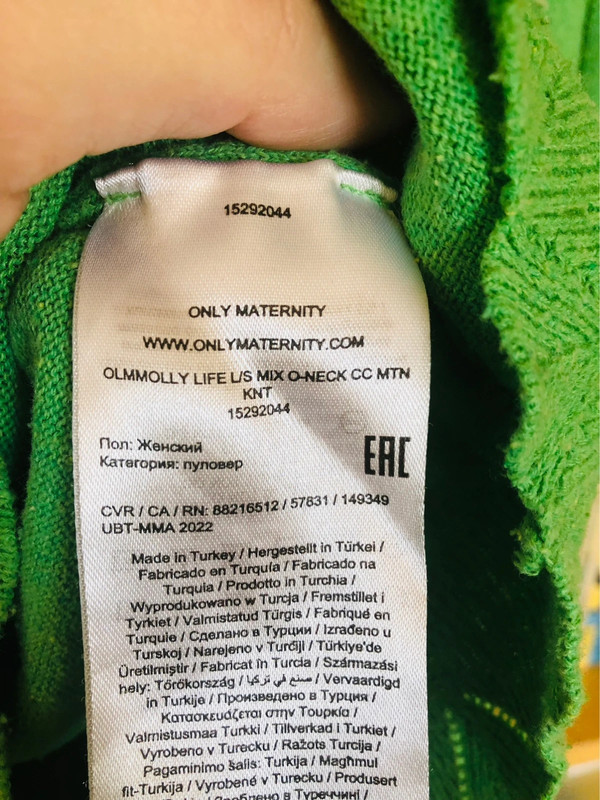 15292044
ONLY MATERNITY
WWW.ONLYMATERNITY.COM
OLMMOLLY LIFE L/S MIX O-NECK CC MTN
KNT
15292044
Пол: Женский
Категория: пуловер
EAC
CVR / CA / RN: 88216512 / 57831 / 149349
UBT-MMA 2022
Made in Turkey / Hergestellt in Türkei /
Fabricado en Turquía / Fabricado na
Turquia / Prodotto in Turchia /
Wyprodukowano w Turcja / Fremstillet i
Tyrkiet / Valmistatud Türgis / Fabriqué en
Turquie / Сделано в Турции / Izrađeno u
Turskoj / Narejeno v Turčiji / Türkiye'de
Üretilmiştir / Fabricat în Turcia / Származási
hely: Törökország / صنع في تركيا / Vervaardigd
in Turkije / Произведено в Турция /
Κατασκευάζεται στην Τουρκία /
Valmistusmaa Turkki / Tillverkad i Turkiet /
Vyrobeno v Turecku / Ražots Turcija /
Pagaminimo šalis: Turkija / Magħmul
fit-Turkija / Vyrobené v Turecku / Produsert
/ Зроблено в Туреччині /